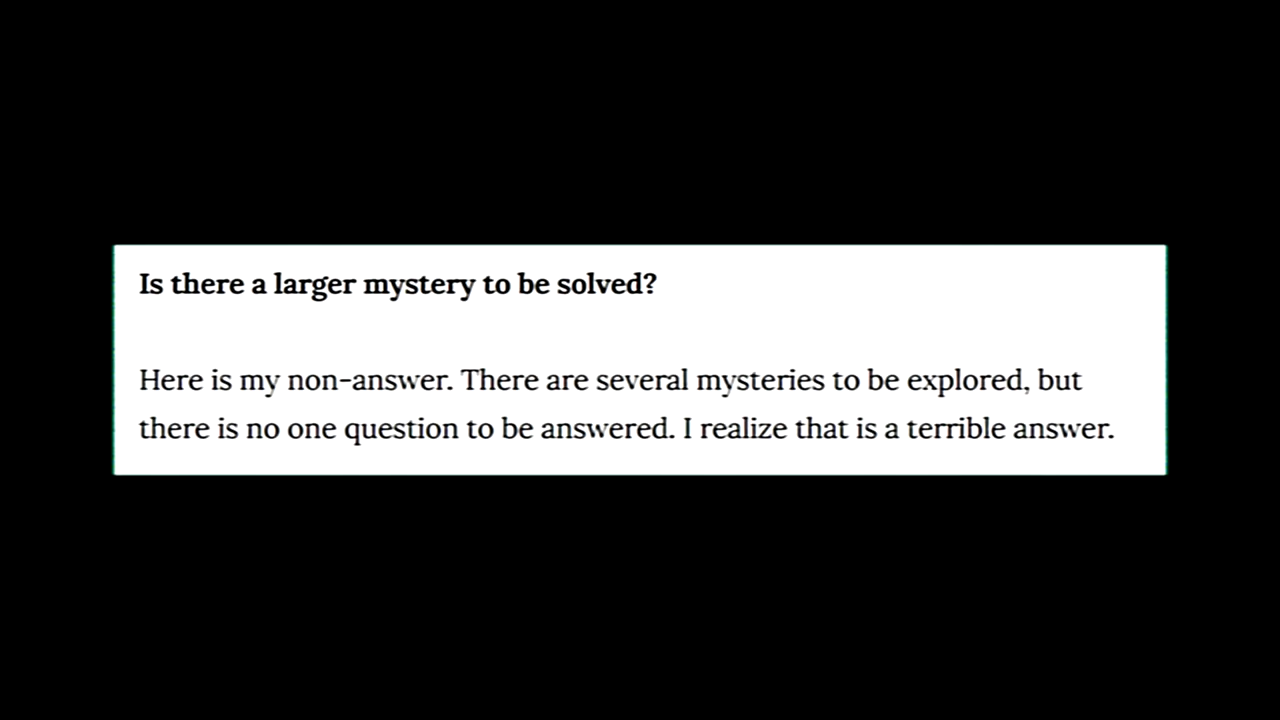 Is there a larger mystery to be solved?
Here is my non-answer. There are several mysteries to be explored, but
there is no one question to be answered. I realize that is a terrible answer.